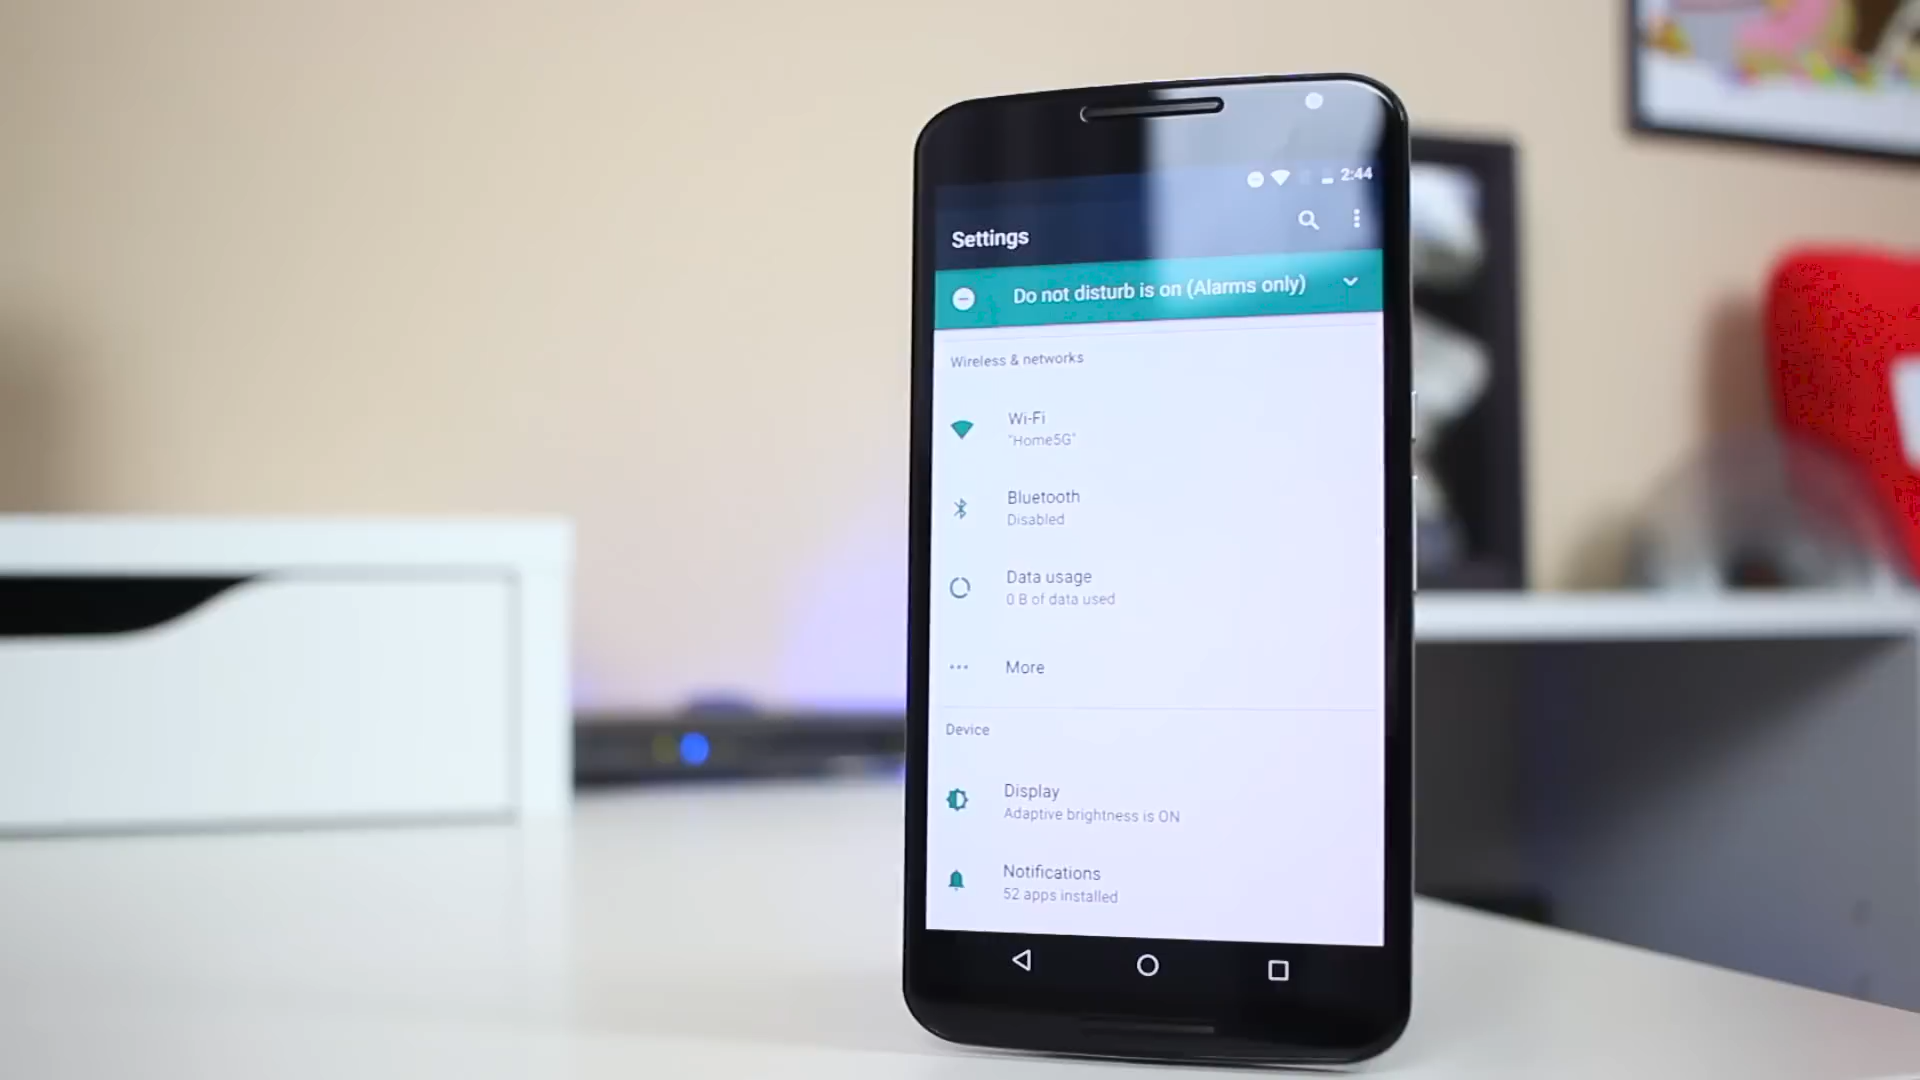 2:44
Settings
Do not disturb is on (Alarms only)
Wireless & networks
Wi-Fi
"Home5G"
Bluetooth
Disabled
Data usage
0 B of data used
More
Device
Display
Adaptive brightness is ON
Notifications
52 apps installed